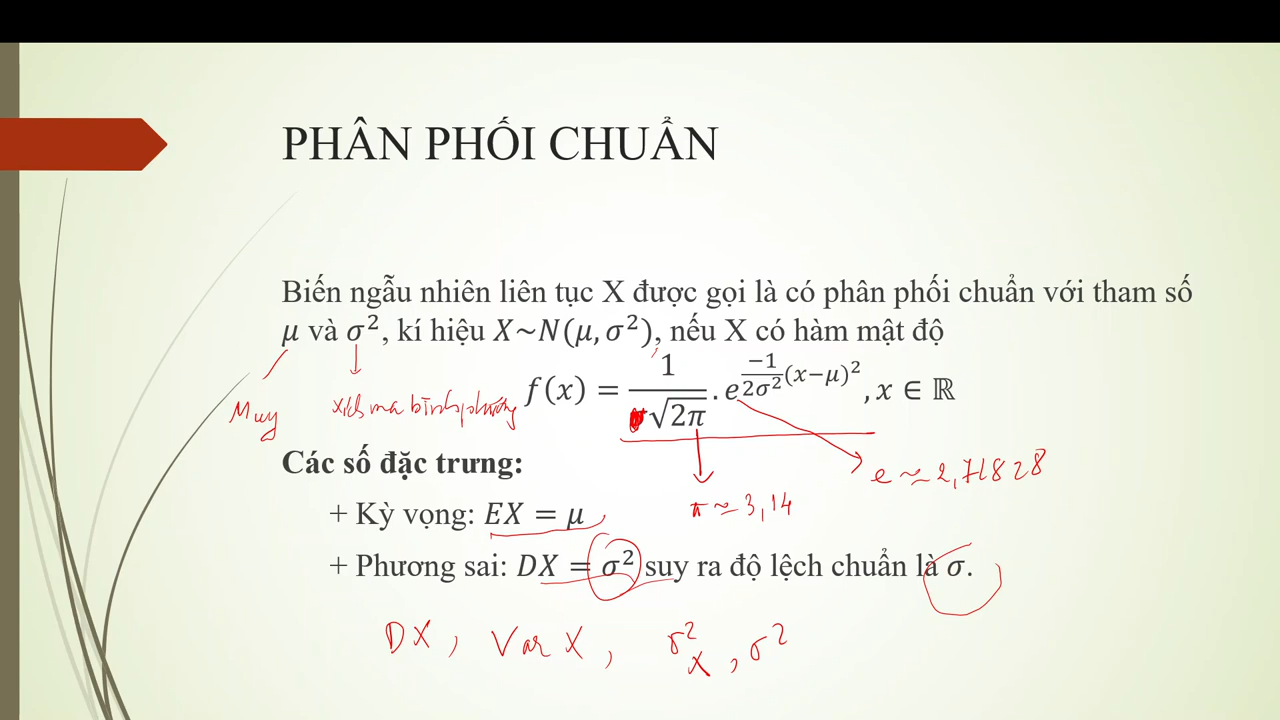 PHÂN PHỐI CHUẨN
Biến ngẫu nhiên liên tục X được gọi là có phân phối chuẩn với tham số
μ và σ², kí hiệu X~N(μ, σ²), nếu X có hàm mật độ
f(x) = 1/(σ√2π) . e^(−1/(2σ²) (x−μ)²), x ∈ ℝ
Muy
xích ma bình phương
e ≈ 2,71828
Các số đặc trưng:
π ≈ 3,14
+ Kỳ vọng: EX = μ
+ Phương sai: DX = σ² suy ra độ lệch chuẩn là σ.
DX, Var X, σ²_X, σ²